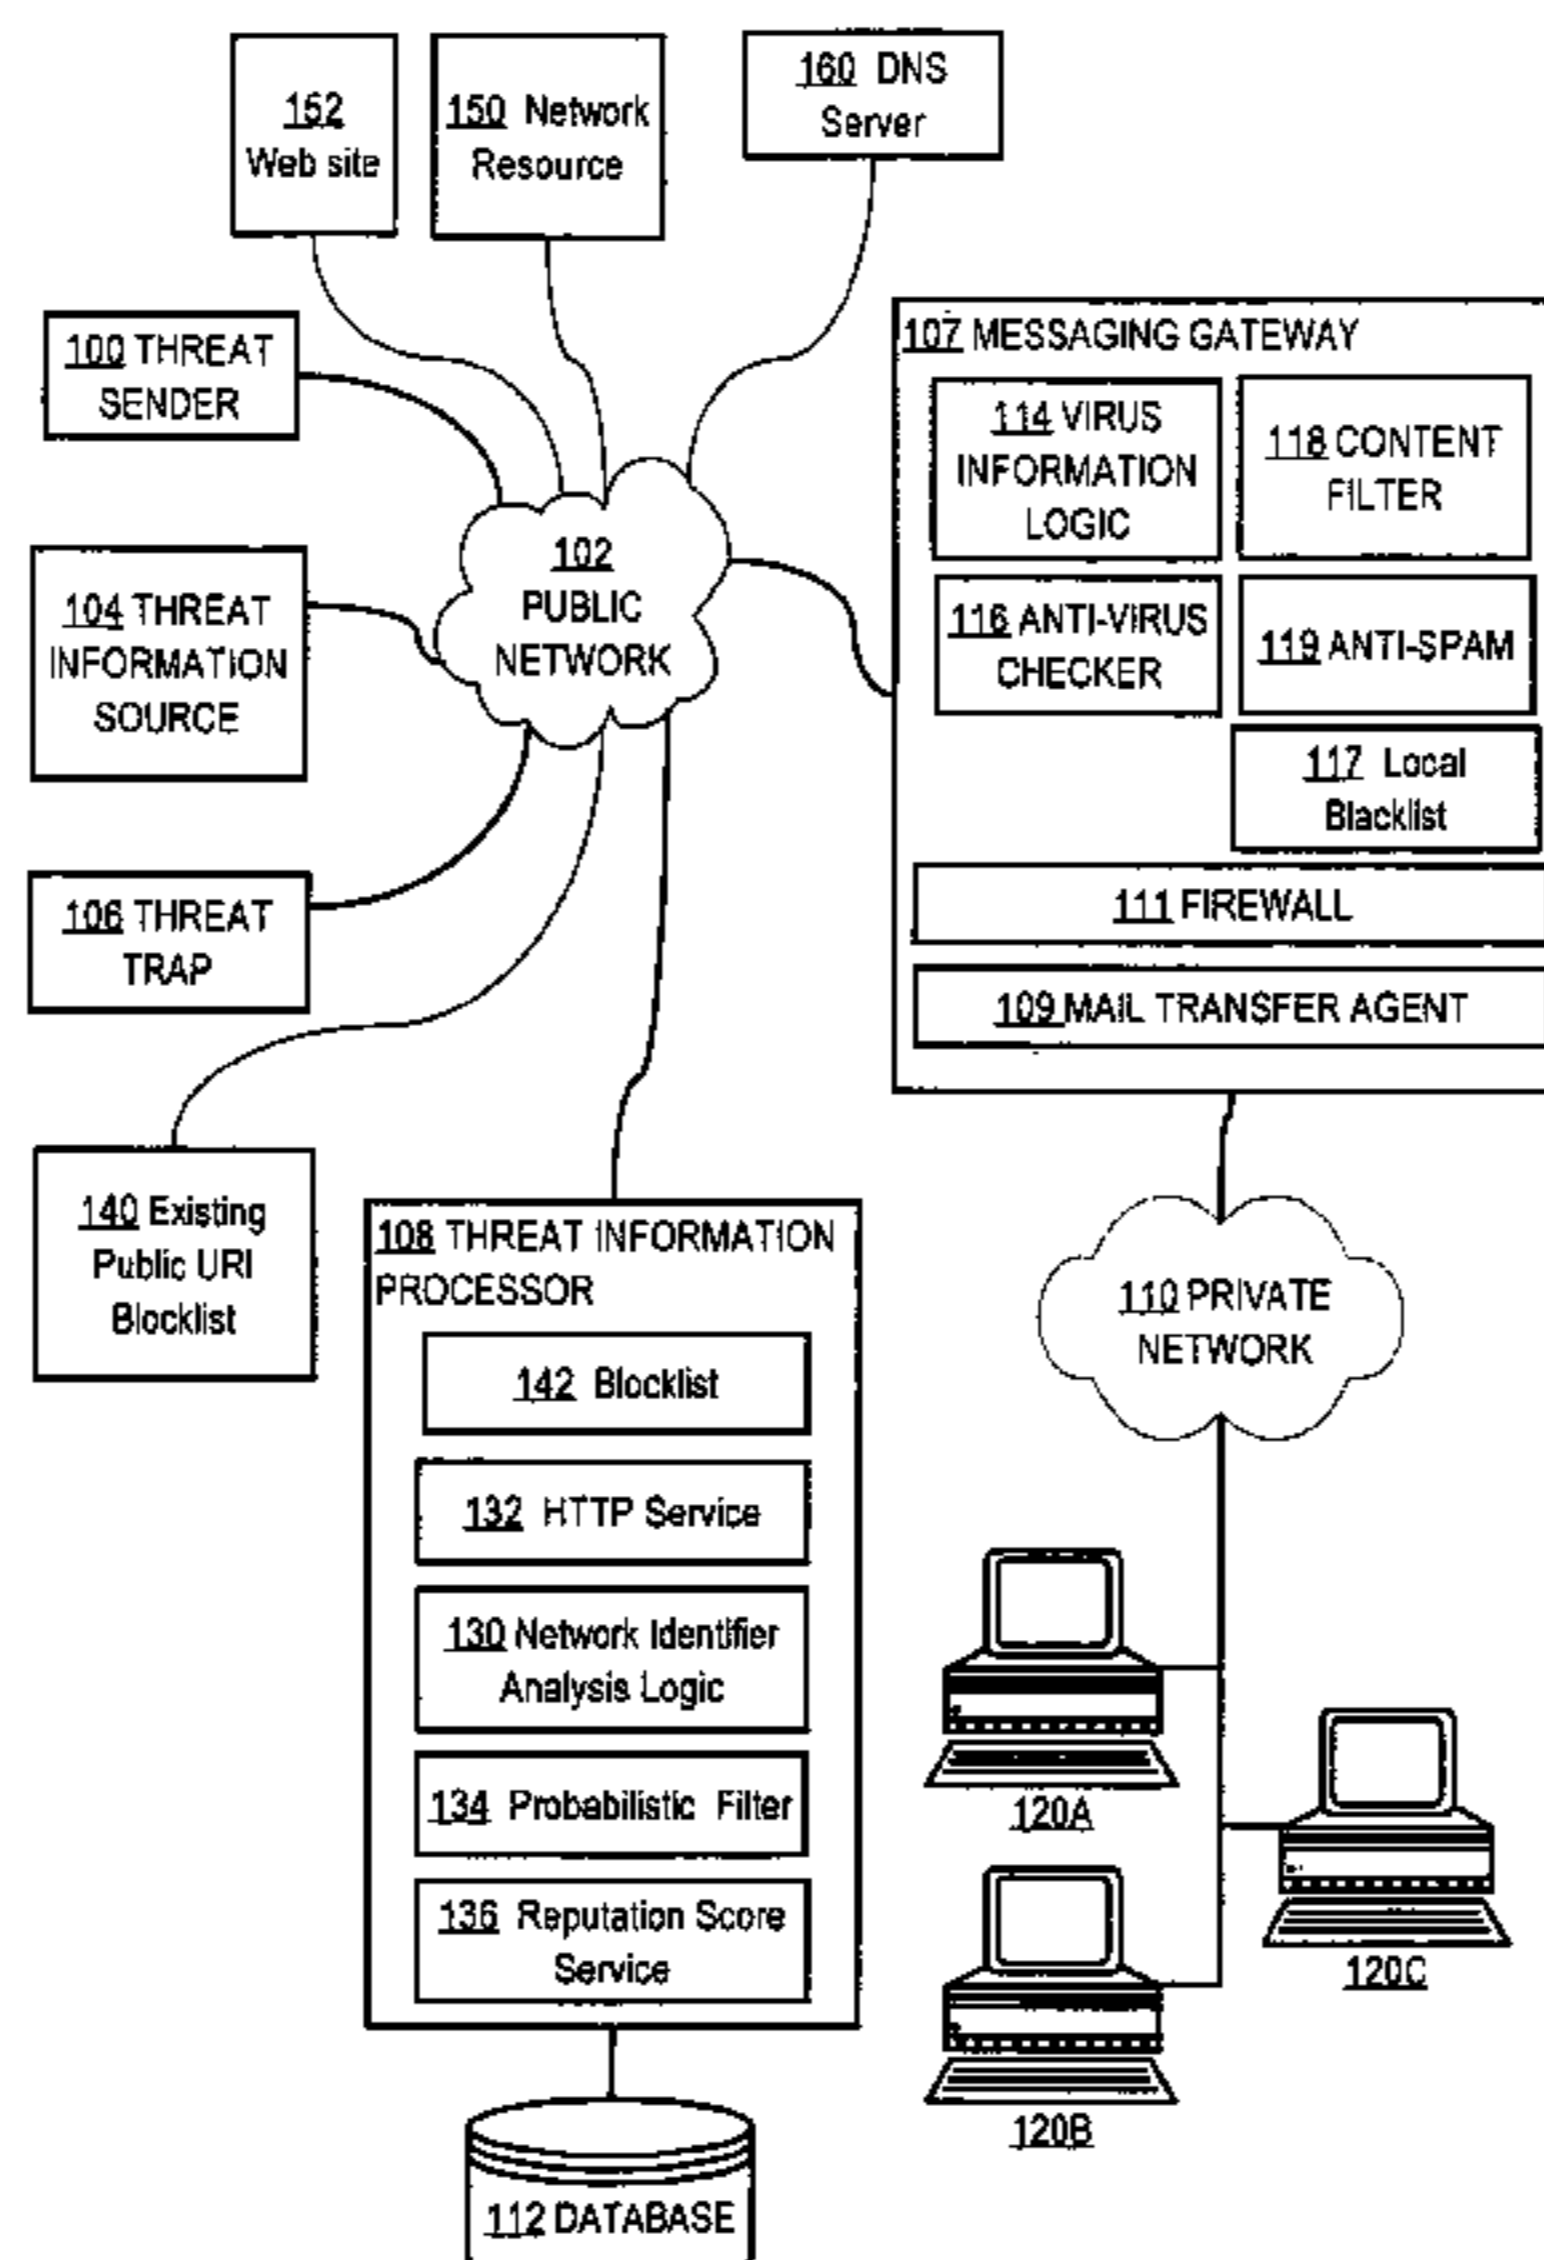 152
Web site
150 Network
Resource
160 DNS
Server
100 THREAT
SENDER
107 MESSAGING GATEWAY
114 VIRUS
INFORMATION
LOGIC
118 CONTENT
FILTER
102
PUBLIC
NETWORK
104 THREAT
INFORMATION
SOURCE
116 ANTI-VIRUS
CHECKER
119 ANTI-SPAM
117 Local
Blacklist
106 THREAT
TRAP
111 FIREWALL
109 MAIL TRANSFER AGENT
140 Existing
Public URI
Blocklist
108 THREAT INFORMATION
PROCESSOR
142 Blocklist
132 HTTP Service
130 Network Identifier
Analysis Logic
134 Probabilistic Filter
136 Reputation Score
Service
110 PRIVATE
NETWORK
120A
120C
120B
112 DATABASE